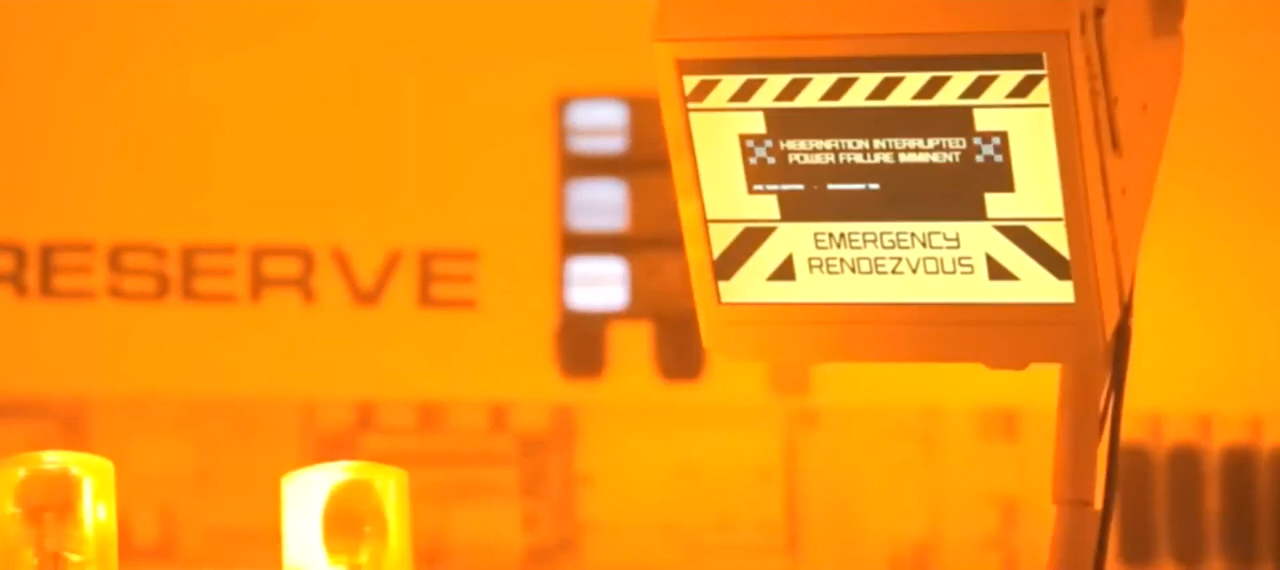 RESERVE
HIBERNATION INTERRUPTED
POWER FAILURE IMMINENT
EMERGENCY
RENDEZVOUS